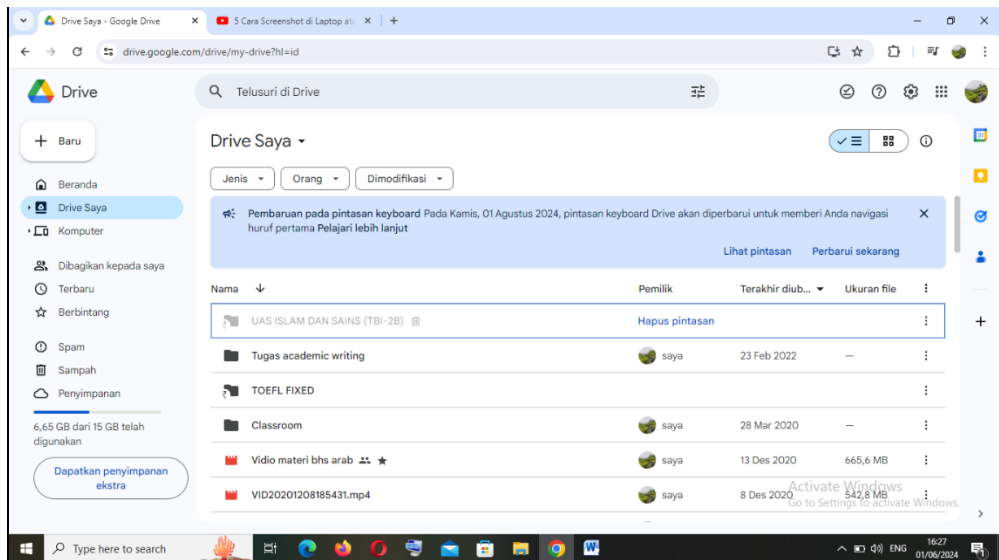 Drive Saya - Google Drive
5 Cara Screenshot di Laptop ata
drive.google.com/drive/my-drive?hl=id
Drive
Telusuri di Drive
Baru
Drive Saya
Beranda
Drive Saya
Komputer
Dibagikan kepada saya
Terbaru
Berbintang
Spam
Sampah
Penyimpanan
6,65 GB dari 15 GB telah
digunakan
Dapatkan penyimpanan
ekstra
Jenis Orang Dimodifikasi
Pembaruan pada pintasan keyboard Pada Kamis, 01 Agustus 2024, pintasan keyboard Drive akan diperbarui untuk memberi Anda navigasi
huruf pertama Pelajari lebih lanjut
Lihat pintasan Perbarui sekarang
Nama Pemilik Terakhir diub... Ukuran file
UAS ISLAM DAN SAINS (TBI-2B) Hapus pintasan
Tugas academic writing saya 23 Feb 2022 —
TOEFL FIXED
Classroom saya 28 Mar 2020 —
Vidio materi bhs arab saya 13 Des 2020 665,6 MB
VID20201208185431.mp4 saya 8 Des 2020 542,8 MB
Activate Windows
Go to Settings to activate Windows.
Type here to search
ENG
16:27
01/06/2024